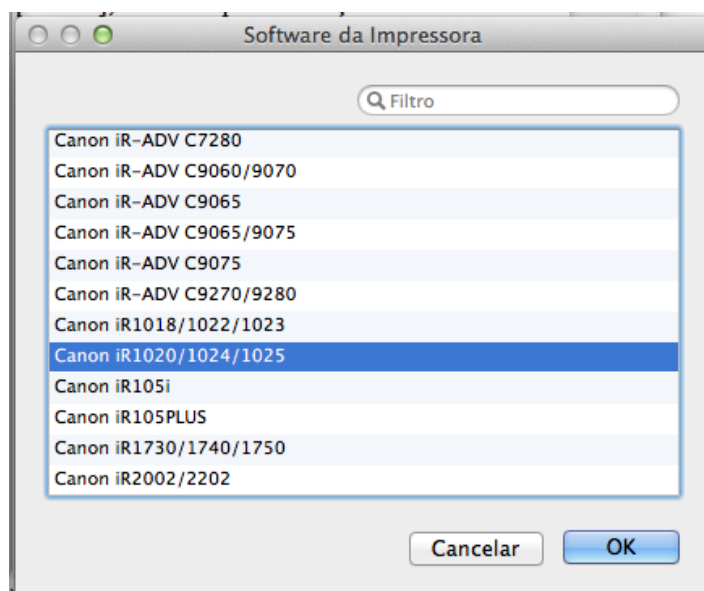 Software da Impressora
Filtro
Canon iR-ADV C7280
Canon iR-ADV C9060/9070
Canon iR-ADV C9065
Canon iR-ADV C9065/9075
Canon iR-ADV C9075
Canon iR-ADV C9270/9280
Canon iR1018/1022/1023
Canon iR1020/1024/1025
Canon iR105i
Canon iR105PLUS
Canon iR1730/1740/1750
Canon iR2002/2202
Cancelar
OK